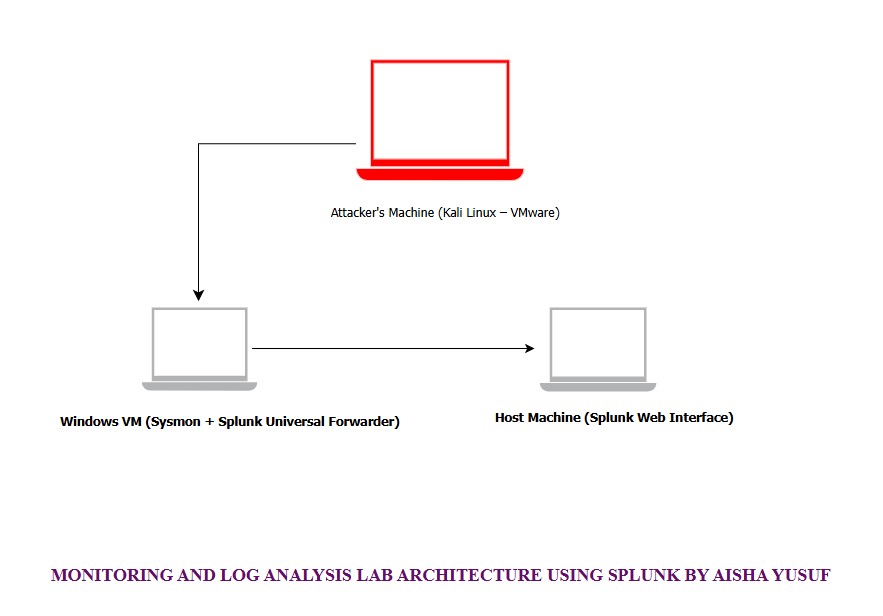 Attacker's Machine (Kali Linux – VMware)
Windows VM (Sysmon + Splunk Universal Forwarder)
Host Machine (Splunk Web Interface)
MONITORING AND LOG ANALYSIS LAB ARCHITECTURE USING SPLUNK BY AISHA YUSUF